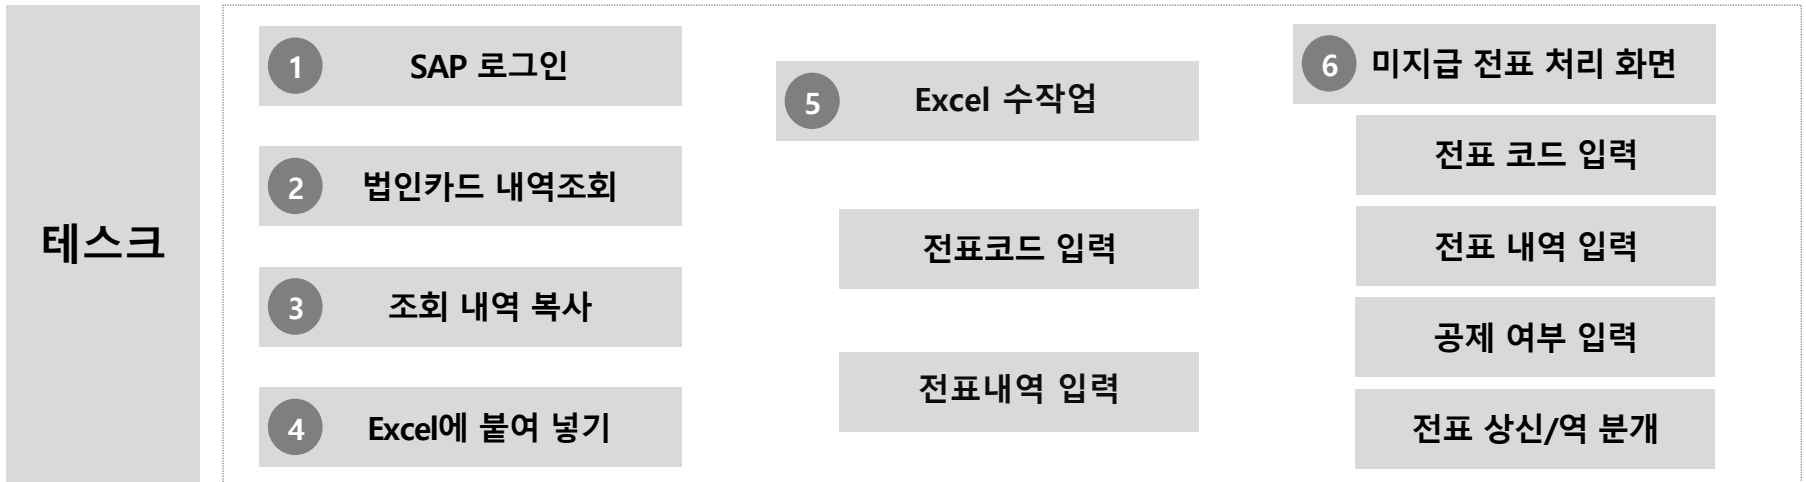 테스크
1 SAP 로그인
2 법인카드 내역조회
3 조회 내역 복사
4 Excel에 붙여 넣기
5 Excel 수작업
전표코드 입력
전표내역 입력
6 미지급 전표 처리 화면
전표 코드 입력
전표 내역 입력
공제 여부 입력
전표 상신/역 분개